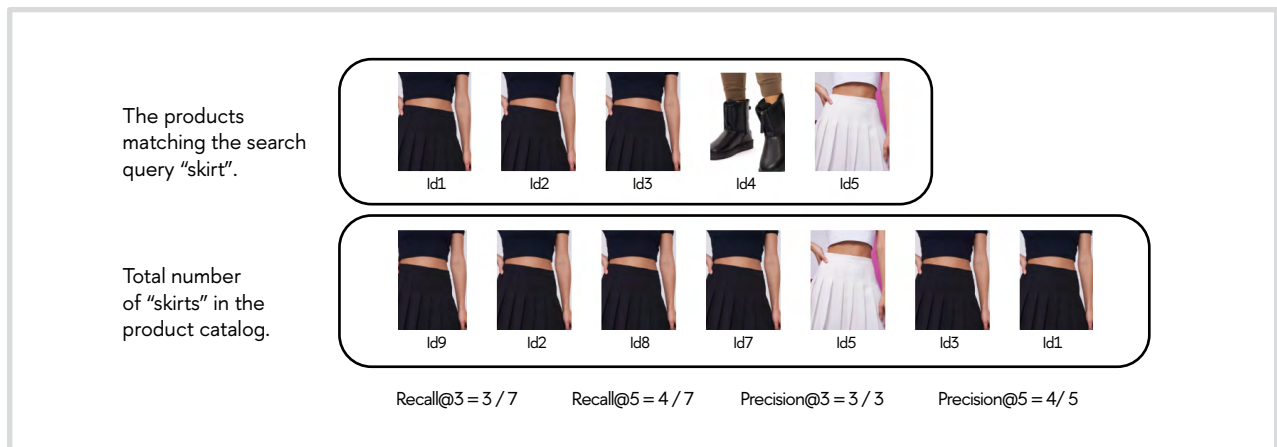 The products
matching the search
query “skirt”.
Id1 Id2 Id3 Id4 Id5
Total number
of “skirts” in the
product catalog.
Id9 Id2 Id8 Id7 Id5 Id3 Id1
Recall@3 = 3 / 7 Recall@5 = 4 / 7 Precision@3 = 3 / 3 Precision@5 = 4/ 5